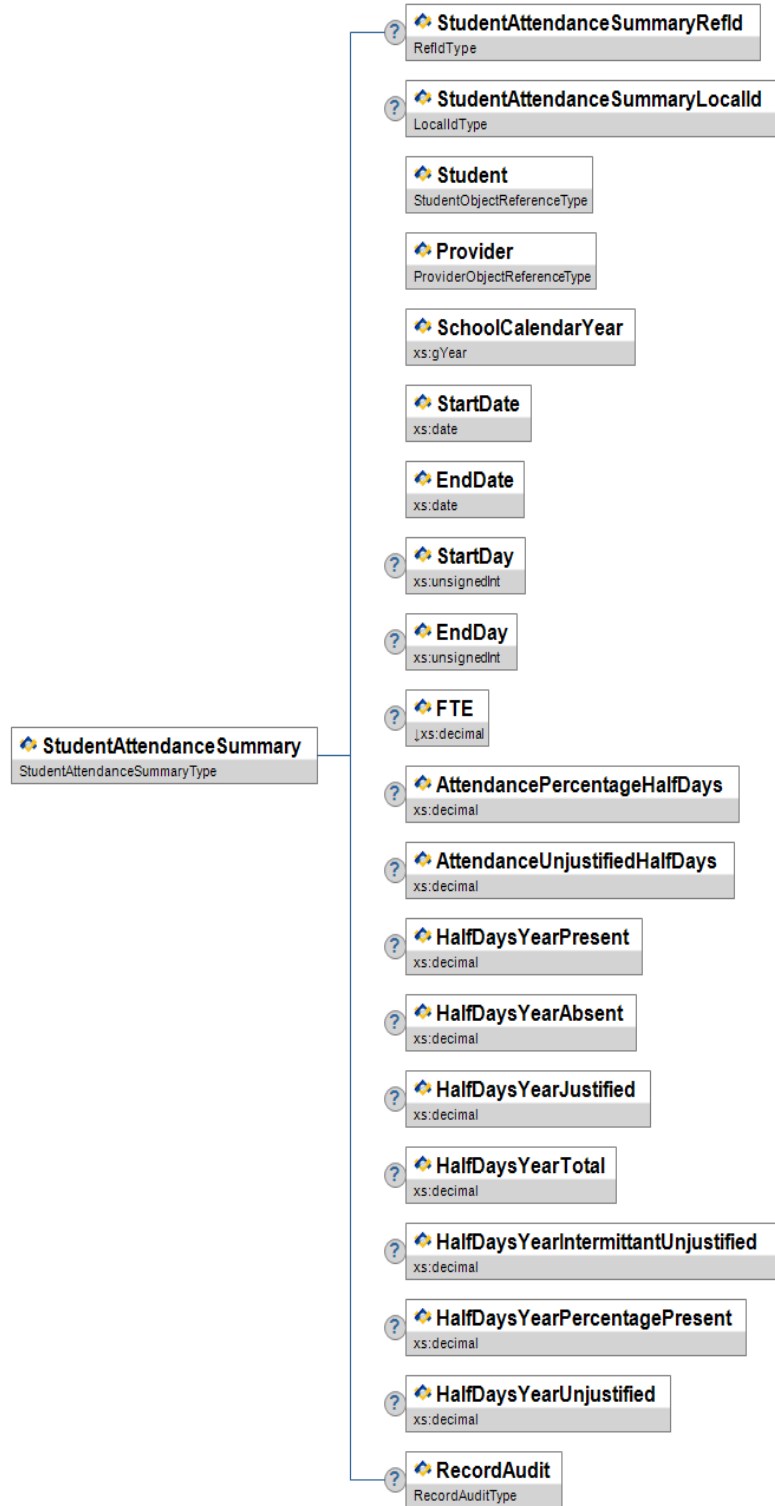 ?
StudentAttendanceSummaryRefId
RefIdType
?
StudentAttendanceSummaryLocalId
LocalIdType
Student
StudentObjectReferenceType
Provider
ProviderObjectReferenceType
SchoolCalendarYear
xs:gYear
StartDate
xs:date
EndDate
xs:date
?
StartDay
xs:unsignedInt
?
EndDay
xs:unsignedInt
?
FTE
↓xs:decimal
StudentAttendanceSummary
StudentAttendanceSummaryType
?
AttendancePercentageHalfDays
xs:decimal
?
AttendanceUnjustifiedHalfDays
xs:decimal
?
HalfDaysYearPresent
xs:decimal
?
HalfDaysYearAbsent
xs:decimal
?
HalfDaysYearJustified
xs:decimal
?
HalfDaysYearTotal
xs:decimal
?
HalfDaysYearIntermittantUnjustified
xs:decimal
?
HalfDaysYearPercentagePresent
xs:decimal
?
HalfDaysYearUnjustified
xs:decimal
?
RecordAudit
RecordAuditType